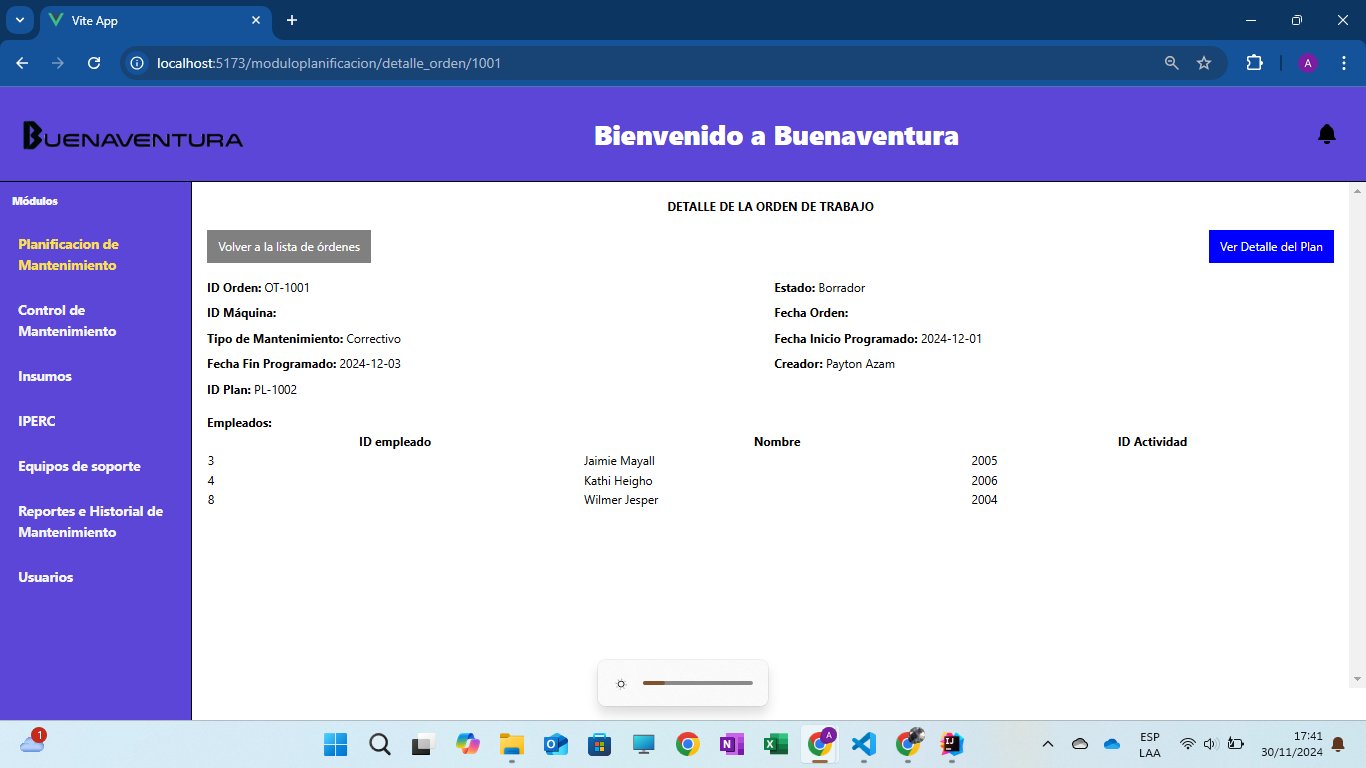 Vite App
localhost:5173/moduloplanificacion/detalle_orden/1001
A
BUENAVENTURA
Bienvenido a Buenaventura
Módulos
Planificacion de
Mantenimiento
Control de
Mantenimiento
Insumos
IPERC
Equipos de soporte
Reportes e Historial de
Mantenimiento
Usuarios
DETALLE DE LA ORDEN DE TRABAJO
Volver a la lista de órdenes
Ver Detalle del Plan
ID Orden: OT-1001
Estado: Borrador
ID Máquina:
Fecha Orden:
Tipo de Mantenimiento: Correctivo
Fecha Inicio Programado: 2024-12-01
Fecha Fin Programado: 2024-12-03
Creador: Payton Azam
ID Plan: PL-1002
Empleados:
ID empleado Nombre ID Actividad
3 Jaimie Mayall 2005
4 Kathi Heigho 2006
8 Wilmer Jesper 2004
1
A
ESP
LAA
17:41
30/11/2024